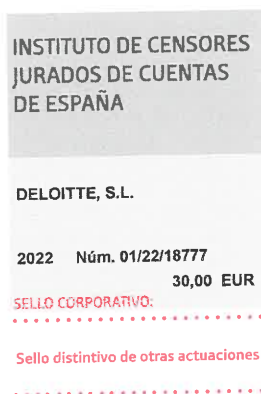 INSTITUTO DE CENSORES
JURADOS DE CUENTAS
DE ESPAÑA
DELOITTE, S.L.
2022 Núm. 01/22/18777
30,00 EUR
SELLO CORPORATIVO:
Sello distintivo de otras actuaciones